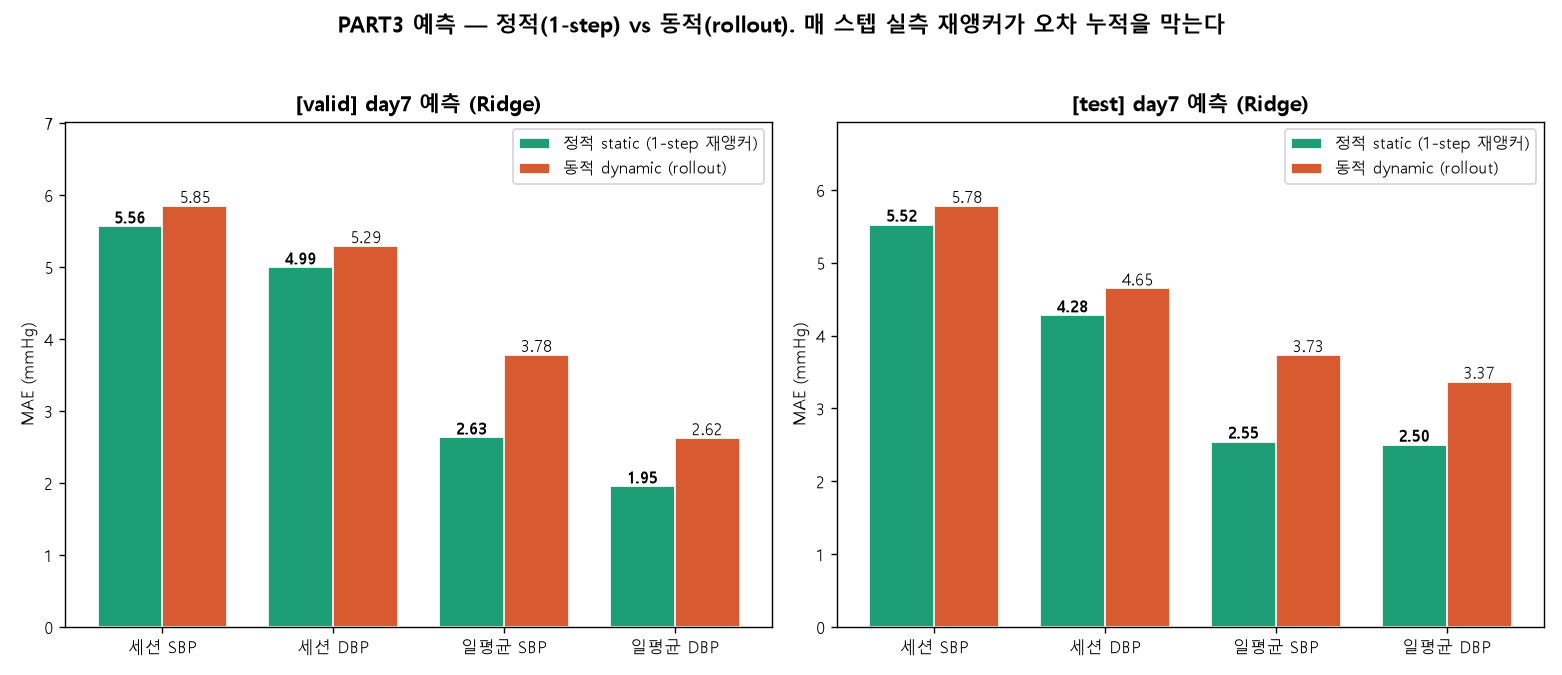 PART3 예측 — 정적(1-step) vs 동적(rollout). 매 스텝 실측 재앵커가 오차 누적을 막는다
[valid] day7 예측 (Ridge)
정적 static (1-step 재앵커)
동적 dynamic (rollout)
MAE (mmHg)
7
6
5
4
3
2
1
0
5.56
5.85
4.99
5.29
2.63
3.78
1.95
2.62
세션 SBP
세션 DBP
일평균 SBP
일평균 DBP
[test] day7 예측 (Ridge)
정적 static (1-step 재앵커)
동적 dynamic (rollout)
MAE (mmHg)
6
5
4
3
2
1
0
5.52
5.78
4.28
4.65
2.55
3.73
2.50
3.37
세션 SBP
세션 DBP
일평균 SBP
일평균 DBP